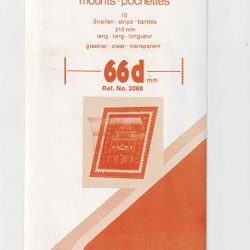 mounts · pochettes
10
Streifen · strips · bandes
210 mm
lang · long · longueur
glasklar · clear · transparent
66d mm
Ref. No. 2066